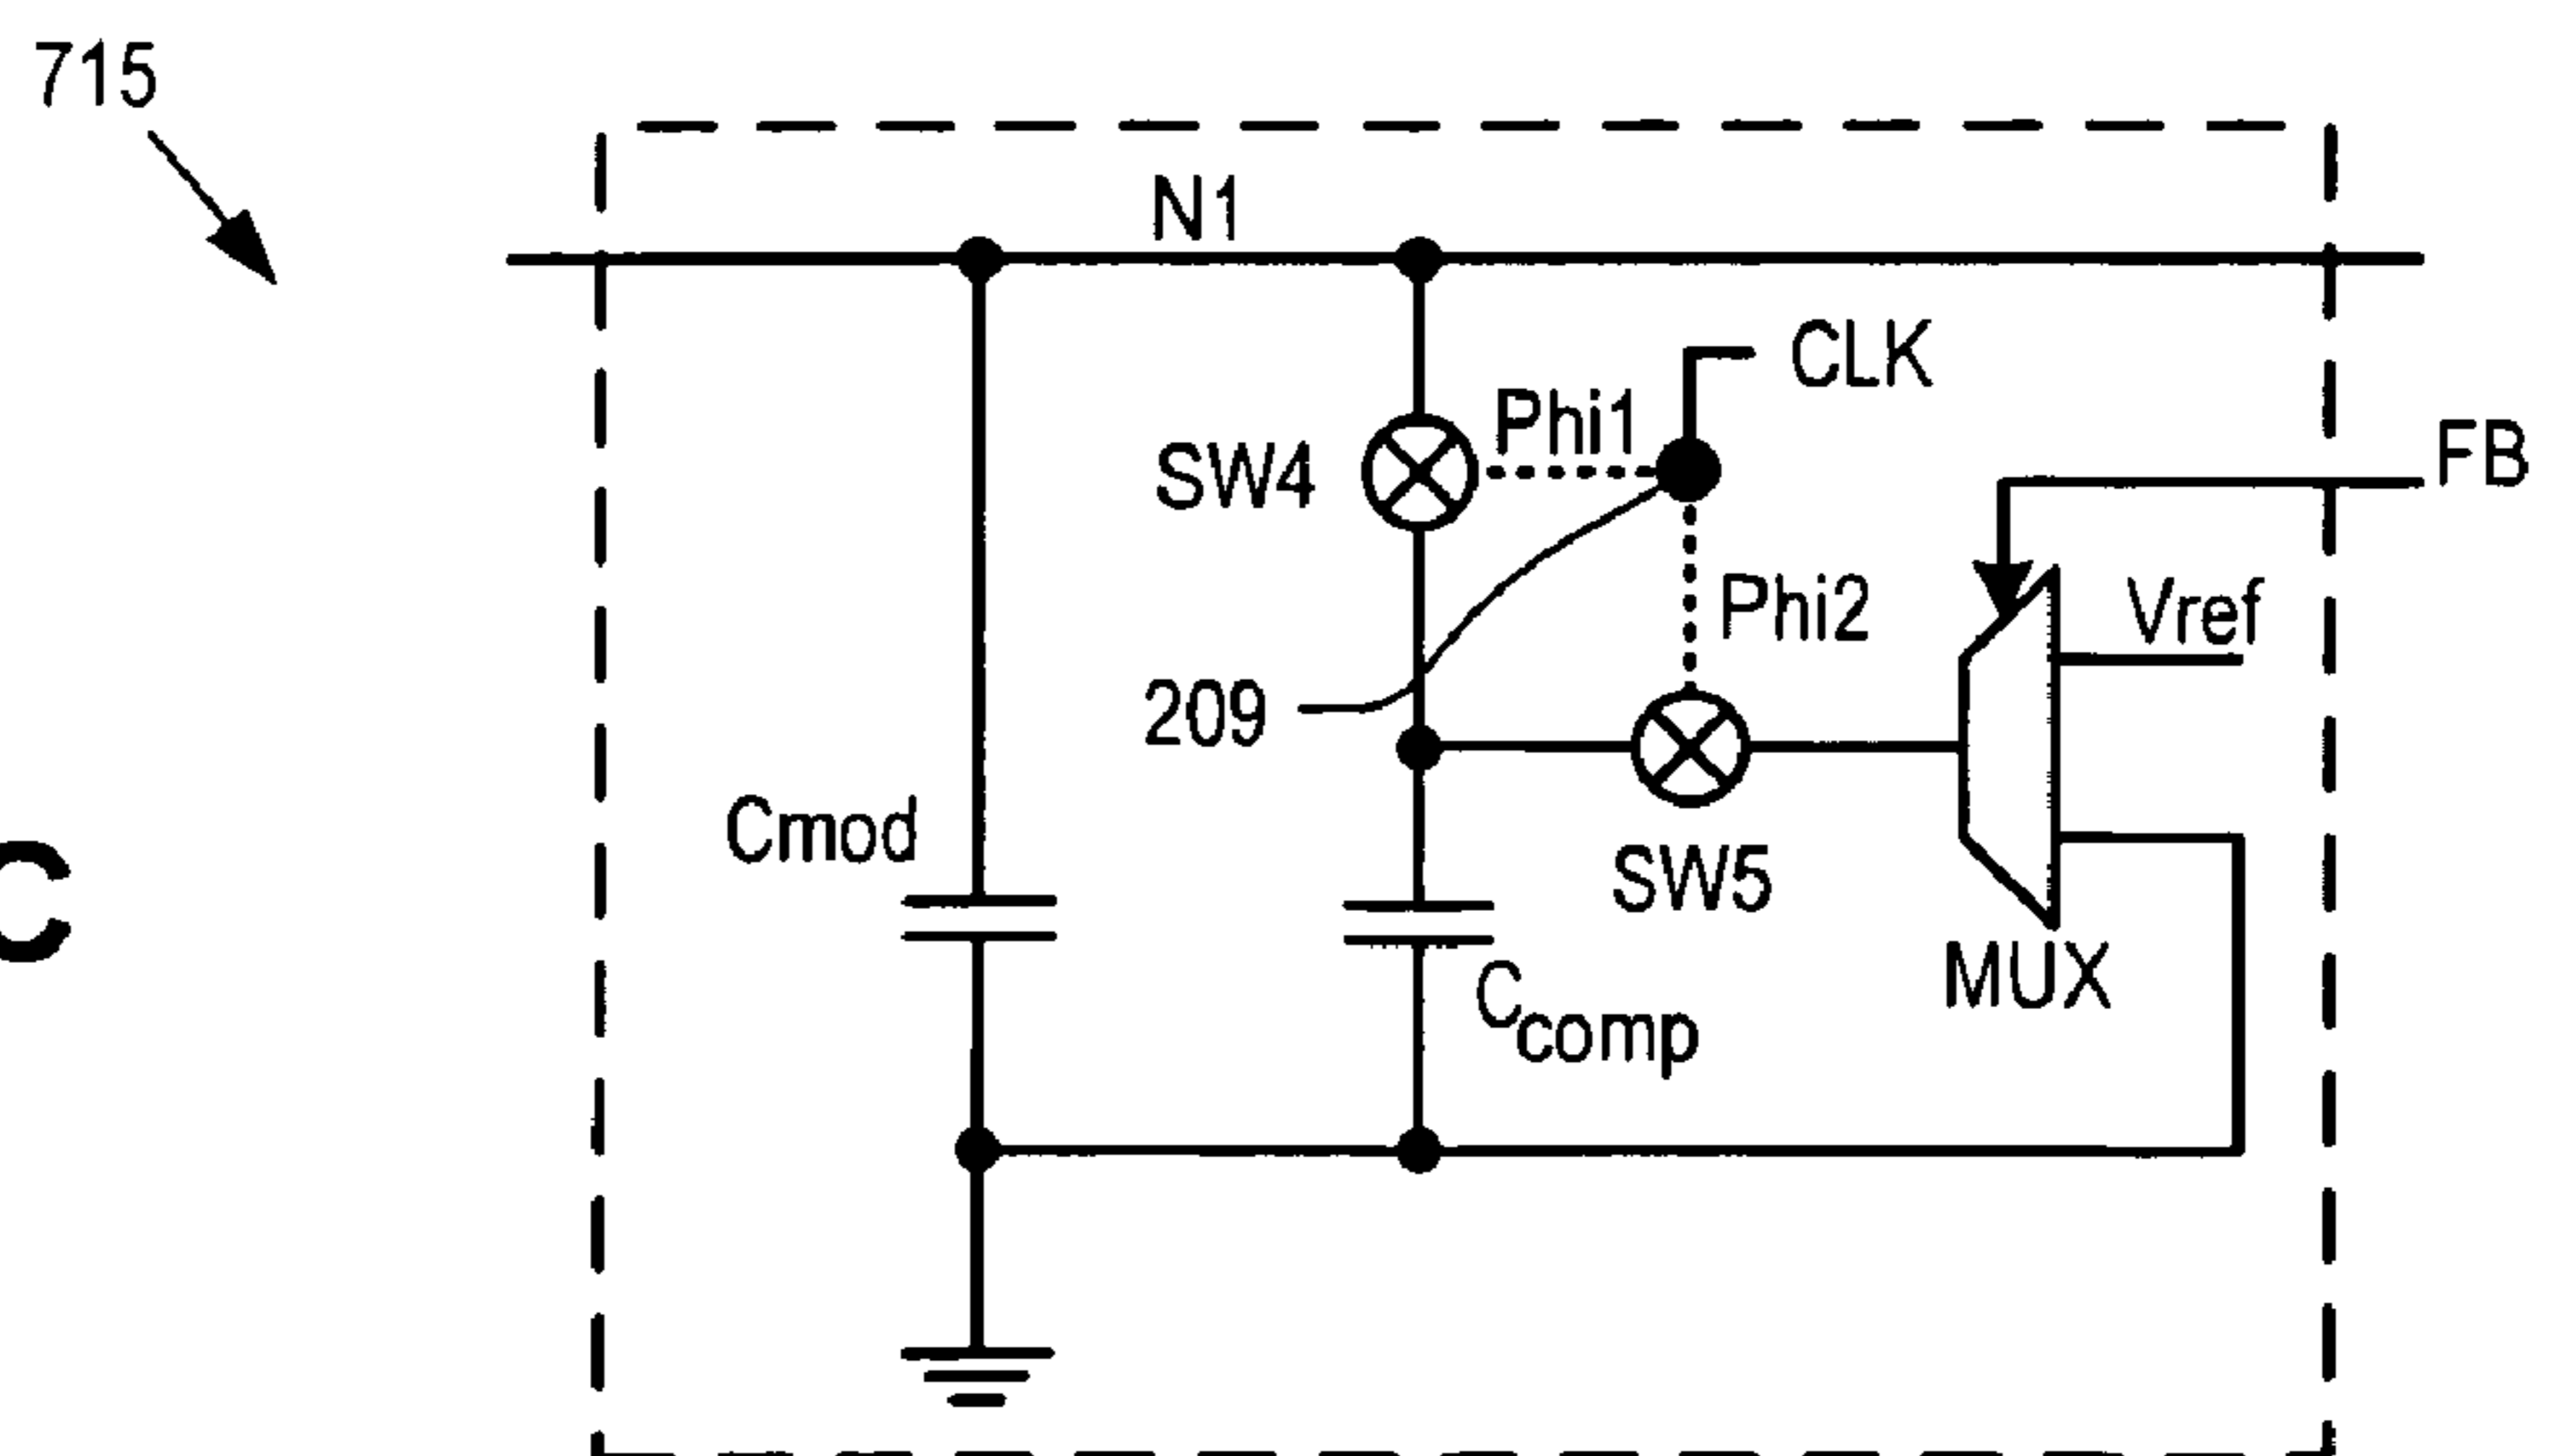 715
N1
CLK
Phi1
FB
SW4
Phi2
Vref
209
Cmod
SW5
C
MUX
Ccomp